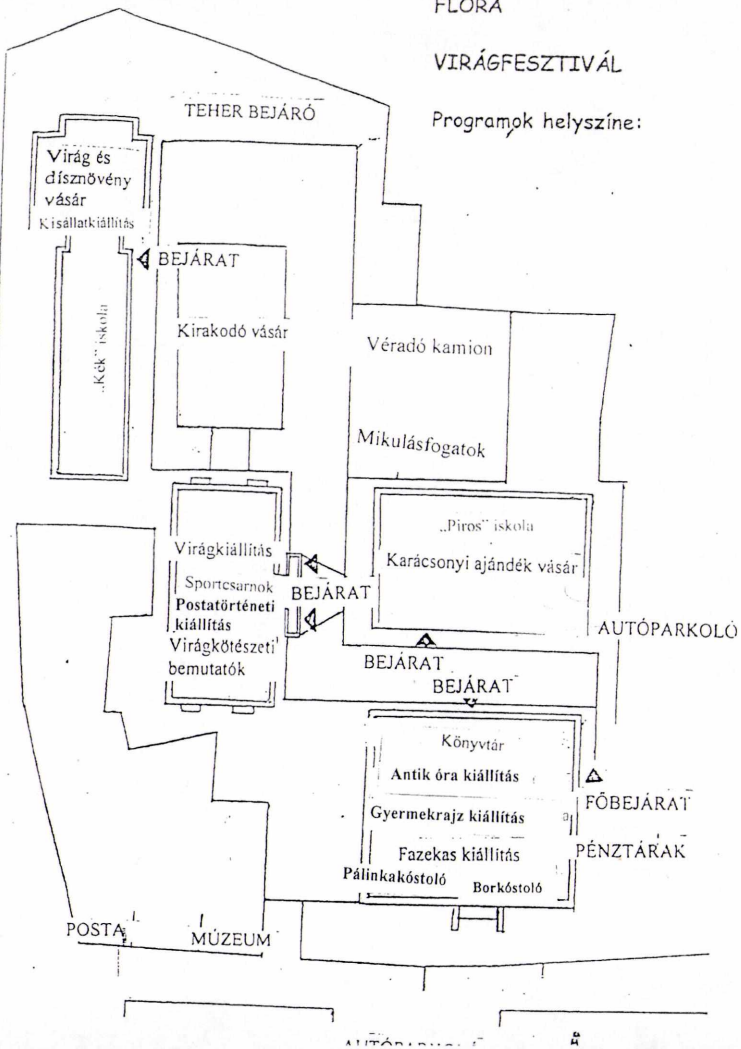 FLÓRA
VIRÁGFESZTIVÁL
Programok helyszíne:
TEHER BEJÁRÓ
Virág és
dísznövény
vásár
Kisállatkiállítás
BEJÁRAT
„Kék" iskola
Kirakodó vásár
Véradó kamion
Mikulásfogatok
Virágkiállítás
Sportcsarnok
Postatörténeti
kiállítás
Virágkötészeti
bemutatók
BEJÁRAT
„Piros" iskola
Karácsonyi ajándék vásár
AUTÓPARKOLÓ
BEJÁRAT
BEJÁRAT
Könyvtár
Antik óra kiállítás
Gyermekrajz kiállítás
Fazekas kiállítás
Pálinkakóstoló
Borkóstoló
FŐBEJÁRAT
PÉNZTÁRAK
POSTA
MÚZEUM